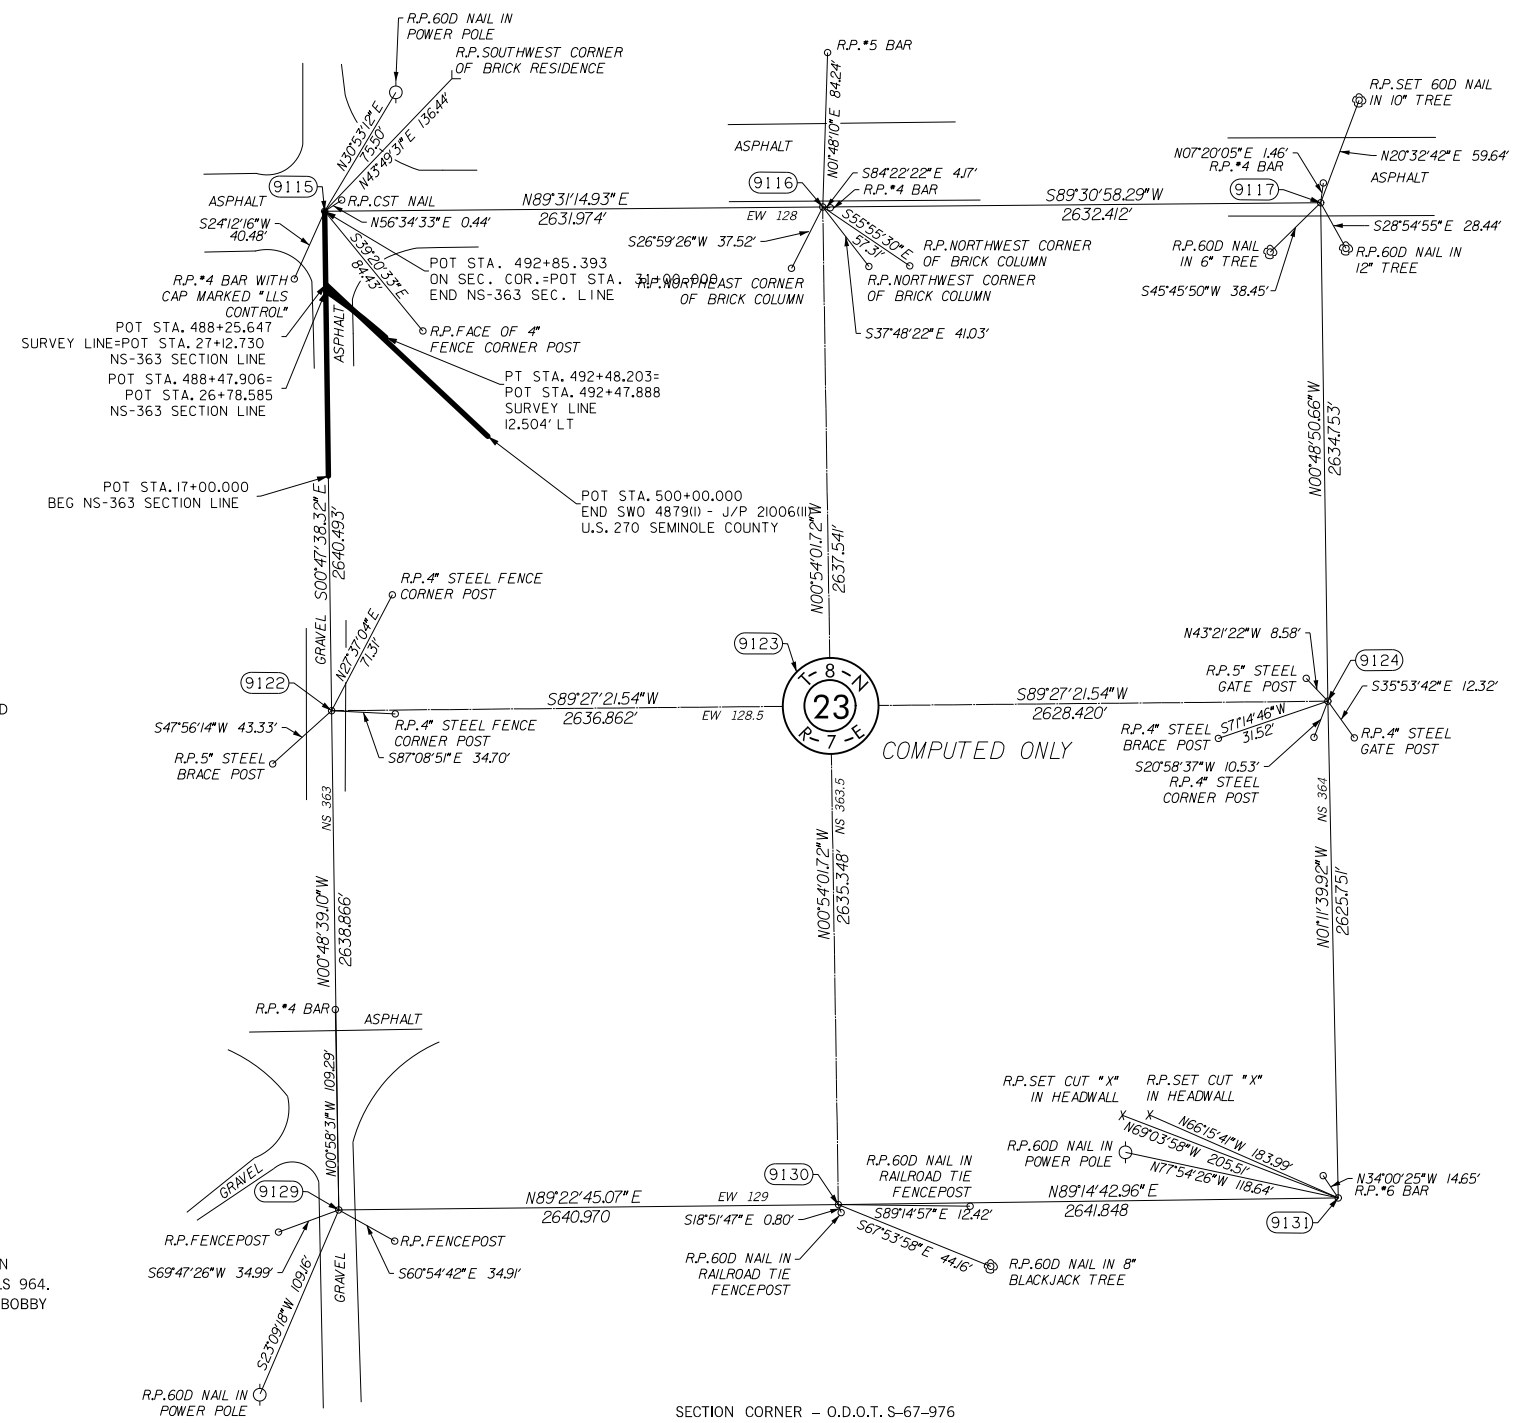 R.P.60D NAIL IN
POWER POLE
R.P.SOUTHWEST CORNER
OF BRICK RESIDENCE
N30°53'12"E
75.50'
N43°49'31"E 136.44'
9115
ASPHALT
S24°12'16"W
40.48'
R.P.CST NAIL
N56°34'33"E 0.44'
N89°31'14.93"E
2631.974'
R.P.#4 BAR WITH
CAP MARKED "LLS
CONTROL"
S39°20'33"E
84.43'
POT STA. 492+85.393
ON SEC. COR.=POT STA. 31+00.000
END NS-363 SEC. LINE
R.P.FACE OF 4"
FENCE CORNER POST
ASPHALT
POT STA. 488+25.647
SURVEY LINE=POT STA. 27+12.730
NS-363 SECTION LINE
POT STA. 488+47.906=
POT STA. 26+78.585
NS-363 SECTION LINE
PT STA. 492+48.203=
POT STA. 492+47.888
SURVEY LINE
12.504' LT
POT STA. 17+00.000
BEG NS-363 SECTION LINE
POT STA. 500+00.000
END SWO 4879(1) - J/P 21006(11)
U.S. 270 SEMINOLE COUNTY
R.P.#5 BAR
N01°48'10"E 84.24'
ASPHALT
9116
EW 128
S84°22'22"E 4.17'
R.P.#4 BAR
S26°59'26"W 37.52'
S55°55'30"E
57.31'
R.P.NORTHEAST CORNER
OF BRICK COLUMN
R.P.NORTHWEST CORNER
OF BRICK COLUMN
R.P.NORTHWEST CORNER
OF BRICK COLUMN
S37°48'22"E 41.03'
S89°30'58.29"W
2632.412'
R.P.SET 60D NAIL
IN 10" TREE
N07°20'05"E 1.46'
R.P.#4 BAR
9117
N20°32'42"E 59.64'
ASPHALT
S28°54'55"E 28.44'
R.P.60D NAIL
IN 6" TREE
R.P.60D NAIL IN
12" TREE
S45°45'50"W 38.45'
S00°47'38.32"E
2640.493'
N00°54'01.72"W
2637.541'
N00°48'50.66"W
2634.753'
GRAVEL
R.P.4" STEEL FENCE
CORNER POST
N27°37'04"E
71.31'
9122
S47°56'14"W 43.33'
R.P.5" STEEL
BRACE POST
R.P.4" STEEL FENCE
CORNER POST
S87°08'51"E 34.70'
S89°27'21.54"W
2636.862'
EW 128.5
9123
T-8-N
23
R-7-E
COMPUTED ONLY
S89°27'21.54"W
2628.420'
N43°21'22"W 8.58'
9124
R.P.5" STEEL
GATE POST
S35°53'42"E 12.32'
S71°14'46"W
31.52'
R.P.4" STEEL
BRACE POST
R.P.4" STEEL
GATE POST
S20°58'37"W 10.53'
R.P.4" STEEL
CORNER POST
D
NS 363
NS 363.5
NS 364
N00°48'39.10"W
2638.866'
N00°54'01.72"W
2635.348'
N01°11'39.92"W
2625.751'
R.P.#4 BAR
ASPHALT
N00°58'31"W 109.29'
GRAVEL
9129
R.P.FENCEPOST
S69°47'26"W 34.99'
R.P.FENCEPOST
S60°54'42"E 34.91'
S23°09'18"W 109.16'
GRAVEL
R.P.60D NAIL IN
POWER POLE
N89°22'45.07"E
2640.970
EW 129
9130
S18°51'47"E 0.80'
R.P.60D NAIL IN
RAILROAD TIE
FENCEPOST
R.P.60D NAIL IN
RAILROAD TIE
FENCEPOST
S89°14'57"E 12.42'
S67°53'58"E 44.16'
R.P.60D NAIL IN 8"
BLACKJACK TREE
N89°14'42.96"E
2641.848
R.P.SET CUT "X"
IN HEADWALL
R.P.SET CUT "X"
IN HEADWALL
N66°15'41"W 183.99'
N69°03'58"W 205.51'
N77°54'26"W 118.64'
R.P.60D NAIL IN
POWER POLE
N34°00'25"W 14.65'
R.P.#6 BAR
9131
N
LS 964.
BOBBY
SECTION CORNER - O.D.O.T. S-67-976